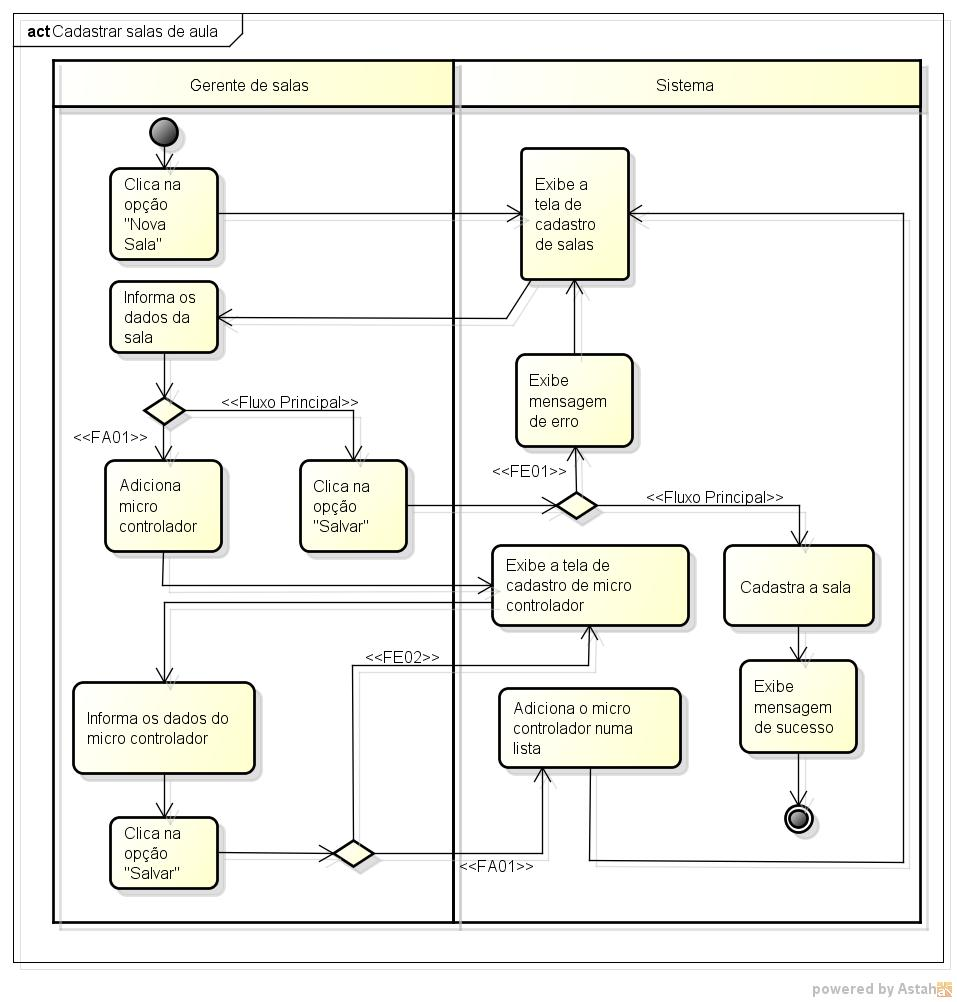 act Cadastrar salas de aula
Gerente de salas
Sistema
Clica na
opção
"Nova
Sala"
Exibe a
tela de
cadastro
de salas
Informa os
dados da
sala
Exibe
mensagem
de erro
<<Fluxo Principal>>
<<FA01>>
Adiciona
micro
controlador
Clica na
opção
"Salvar"
<<FE01>>
<<Fluxo Principal>>
Exibe a tela de
cadastro de micro
controlador
Cadastra a sala
<<FE02>>
Informa os dados do
micro controlador
Adiciona o micro
controlador numa
lista
Exibe
mensagem
de sucesso
Clica na
opção
"Salvar"
<<FA01>>
powered by Astah